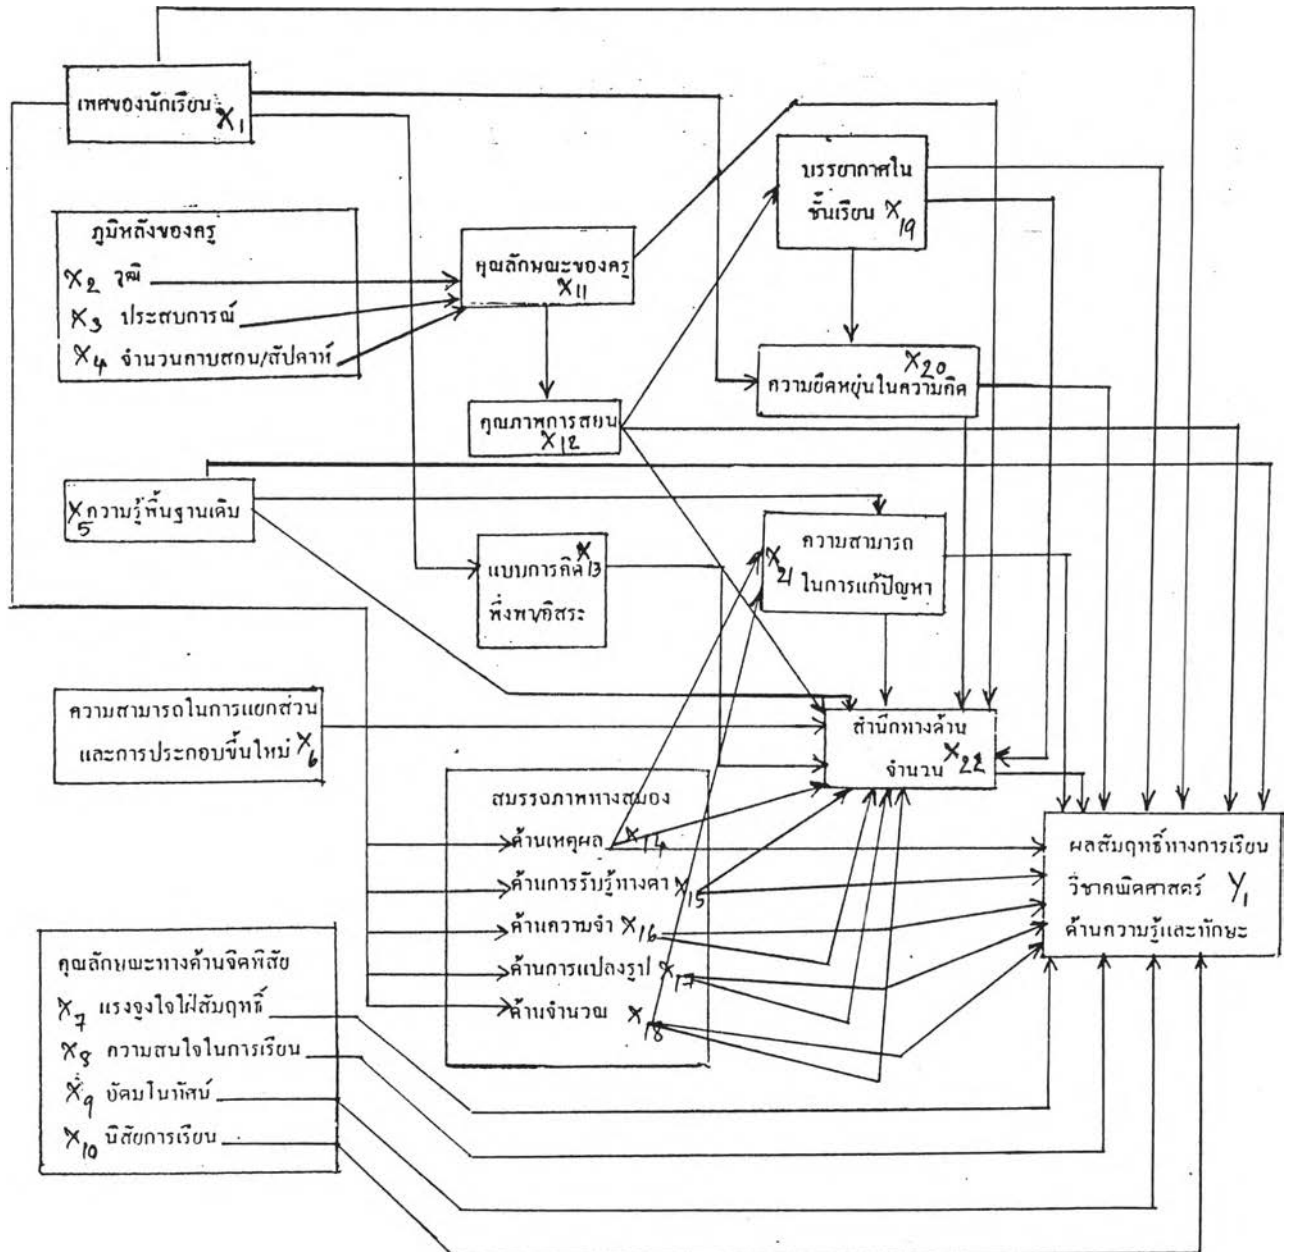 เพศของนักเรียน X1
ภูมิหลังของครู
X2 วุฒิ
X3 ประสบการณ์
X4 จำนวนคาบสอน/สัปดาห์
คุณลักษณะของครู
X11
คุณภาพการสอน
X12
บรรยากาศใน
ชั้นเรียน X19
X20
ความยืดหยุ่นในความคิด
X5 ความรู้พื้นฐานเดิม
แบบการคิด X13
พึ่งพา/อิสระ
ความสามารถ
X21 ในการแก้ปัญหา
ความสามารถในการแยกส่วน
และการประกอบขึ้นใหม่ X6
สำนึกทางด้าน
จำนวน X22
สมรรถภาพทางสมอง
ด้านเหตุผล X14
ด้านการรับรู้ทางตา X15
ด้านความจำ X16
ด้านการแปลงรูป X17
ด้านจำนวณ X18
ผลสัมฤทธิ์ทางการเรียน
วิชาคณิตศาสตร์ Y1
ด้านความรู้และทักษะ
คุณลักษณะทางด้านจิตพิสัย
X7 แรงจูงใจใฝ่สัมฤทธิ์
X8 ความสนใจในการเรียน
X9 อัตมโนทัศน์
X10 นิสัยการเรียน